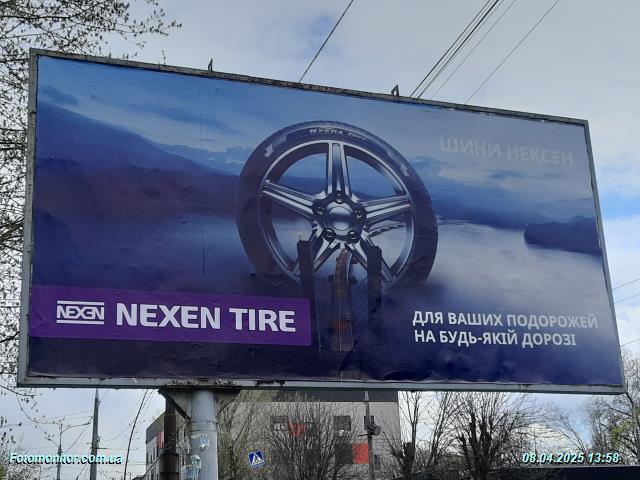 ШИНИ НЕКСЕН
NEXEN
NEXEN TIRE
ДЛЯ ВАШИХ ПОДОРОЖЕЙ
НА БУДЬ-ЯКІЙ ДОРОЗІ
Fotomonitor.com.ua
08.04.2025 13:58